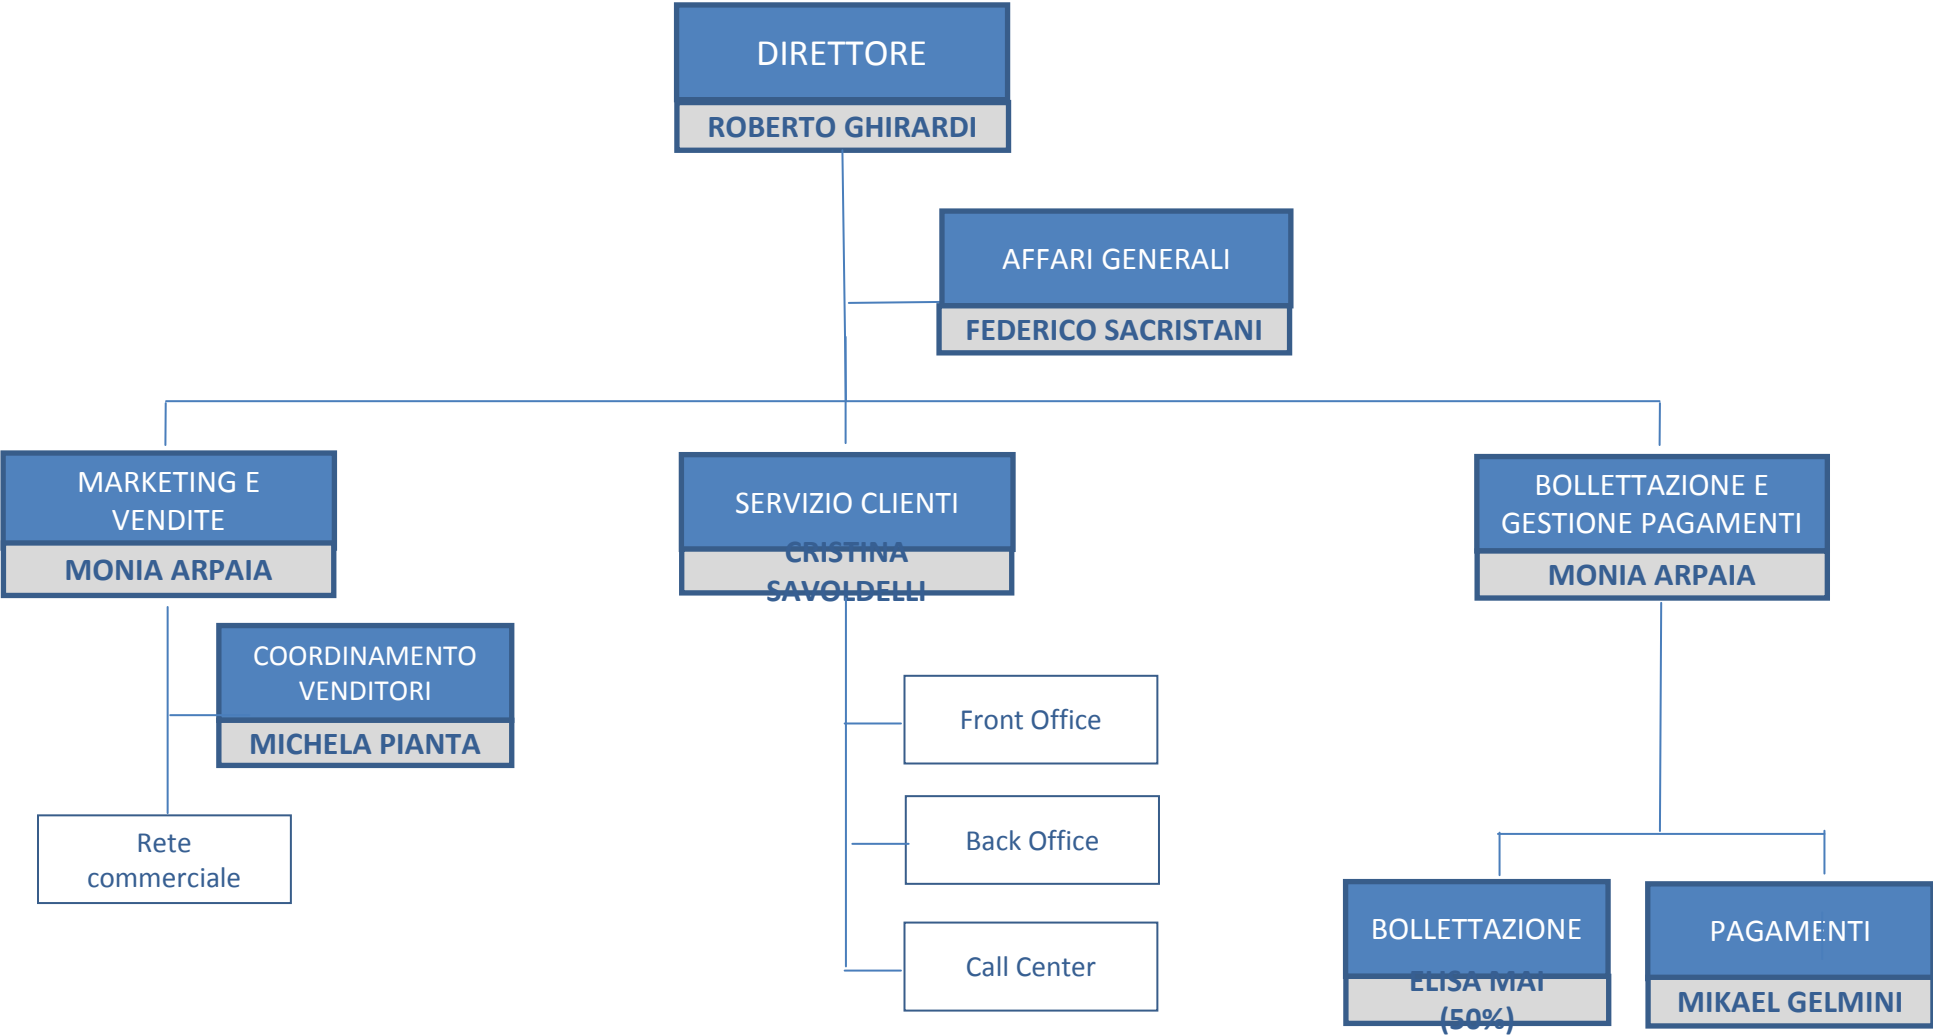 DIRETTORE
ROBERTO GHIRARDI
AFFARI GENERALI
FEDERICO SACRISTANI
MARKETING E
VENDITE
MONIA ARPAIA
SERVIZIO CLIENTI
CRISTINA
SAVOLDELLI
BOLLETTAZIONE E
GESTIONE PAGAMENTI
MONIA ARPAIA
COORDINAMENTO
VENDITORI
MICHELA PIANTA
Rete
commerciale
Front Office
Back Office
Call Center
BOLLETTAZIONE
ELISA MAI
(50%)
PAGAMENTI
MIKAEL GELMINI